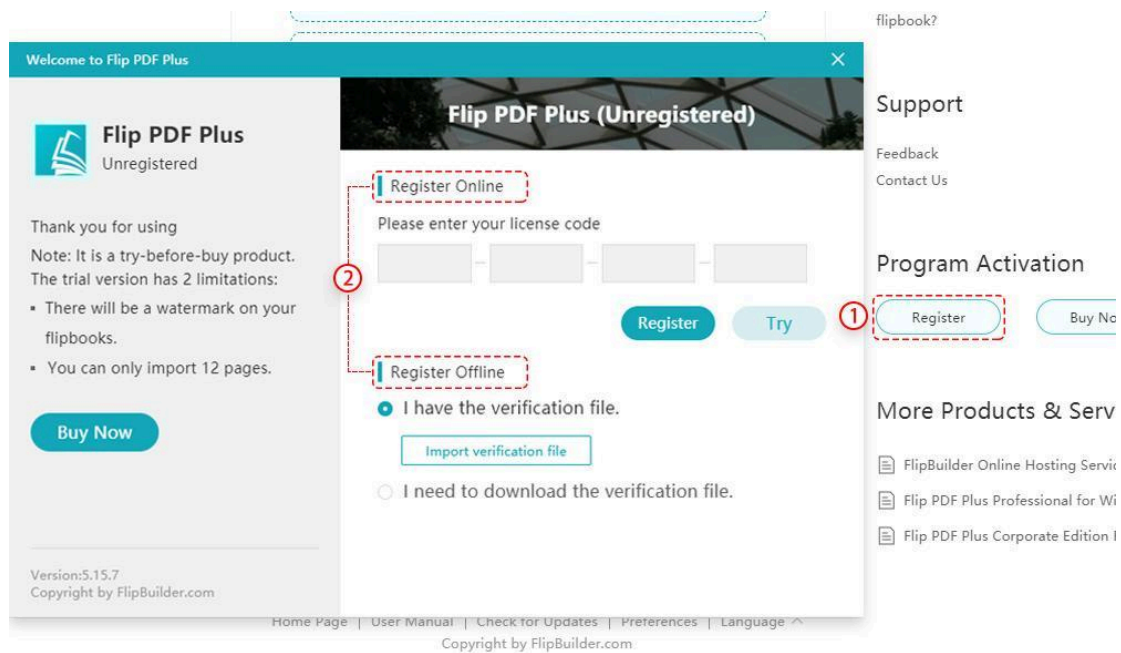 flipbook?
Welcome to Flip PDF Plus
Flip PDF Plus
Unregistered
Thank you for using
Note: It is a try-before-buy product.
The trial version has 2 limitations:
▪ There will be a watermark on your
flipbooks.
▪ You can only import 12 pages.
Buy Now
Version:5.15.7
Copyright by FlipBuilder.com
Flip PDF Plus (Unregistered)
Register Online
Please enter your license code
– – –
2
Register
Try
Register Offline
I have the verification file.
Import verification file
I need to download the verification file.
Support
Feedback
Contact Us
Program Activation
1
Register
Buy No
More Products & Serv
FlipBuilder Online Hosting Servic
Flip PDF Plus Professional for Wi
Flip PDF Plus Corporate Edition
Home Page | User Manual | Check for Updates | Preferences | Language
Copyright by FlipBuilder.com